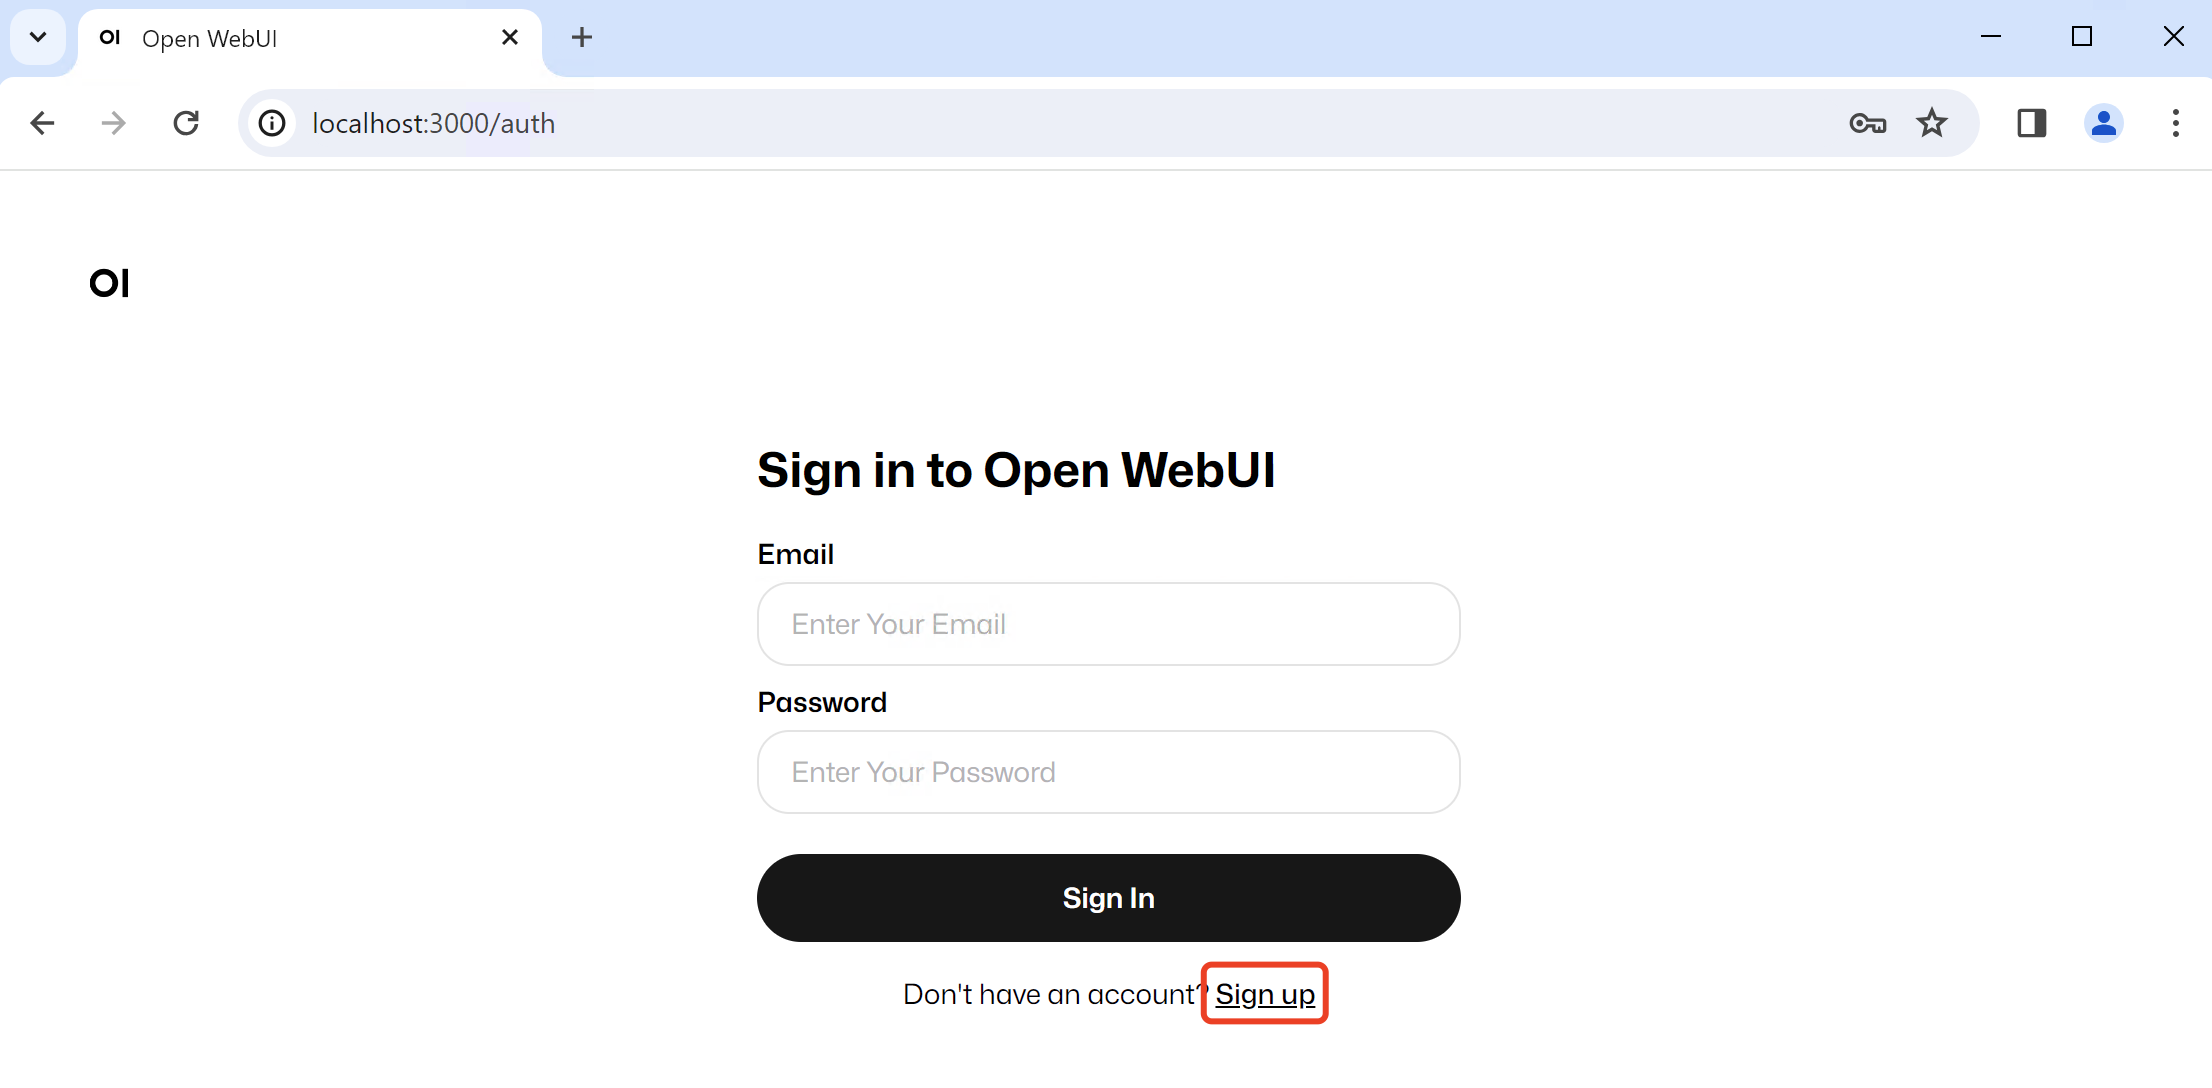 OI Open WebUI
localhost:3000/auth
OI
Sign in to Open WebUI
Email
Enter Your Email
Password
Enter Your Password
Sign In
Don't have an account? Sign up